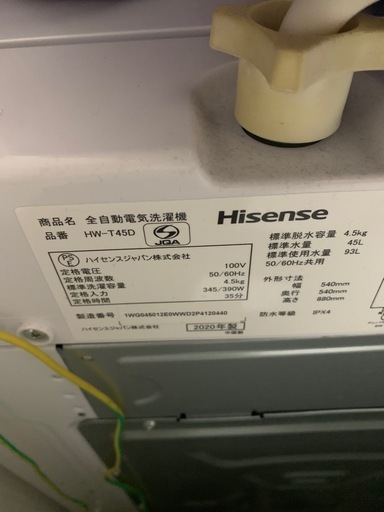 商品名 全自動電気洗濯機
品番 HW-T45D
JQA
Hisense
PS
E
ハイセンスジャパン株式会社
定格電圧 100V
定格周波数 50/60Hz
標準洗濯容量 4.5kg
定格入力 345/390W
定格時間 35分
製造番号 1WG045012E0WWD2P4120440
ハイセンスジャパン株式会社
2020年製
中国製
標準脱水容量 4.5kg
標準水量 45L
標準使用水量 93L
50/60Hz共用
外形寸法
幅 540mm
奥行 540mm
高さ 880mm
防水等級 IPX4